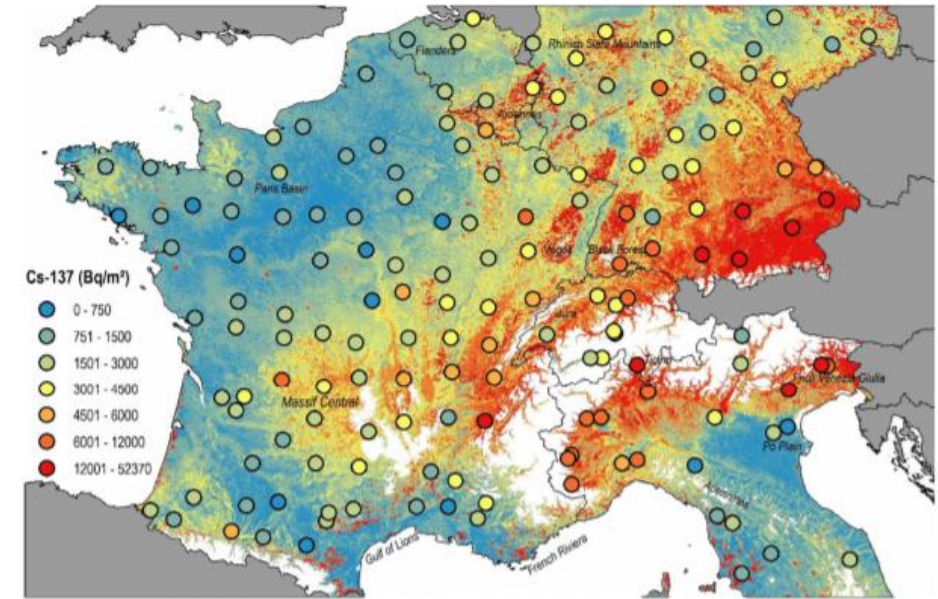 Flanders
Rhinish Slate Mountains
Ardennes
Paris Basin
Vosges
Black Forest
Cs-137 (Bq/m²)
0 - 750
751 - 1500
1501 - 3000
3001 - 4500
4501 - 6000
6001 - 12000
12001 - 52370
Jura
Ticino
Friuli Venezia Giulia
Massif Central
Po Plain
Apennines
Gulf of Lions
French Riviera